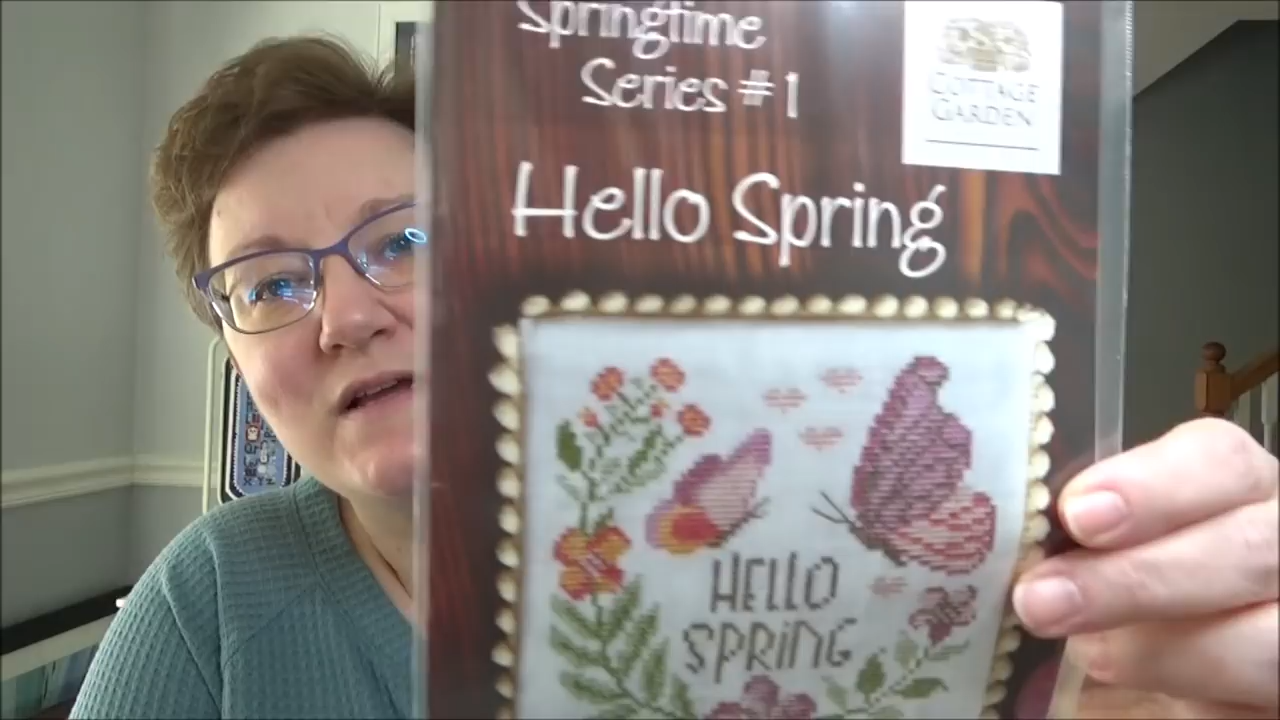 Springtime
Series #1
COTTAGE
GARDEN
Hello Spring
HELLO
SPRiNG